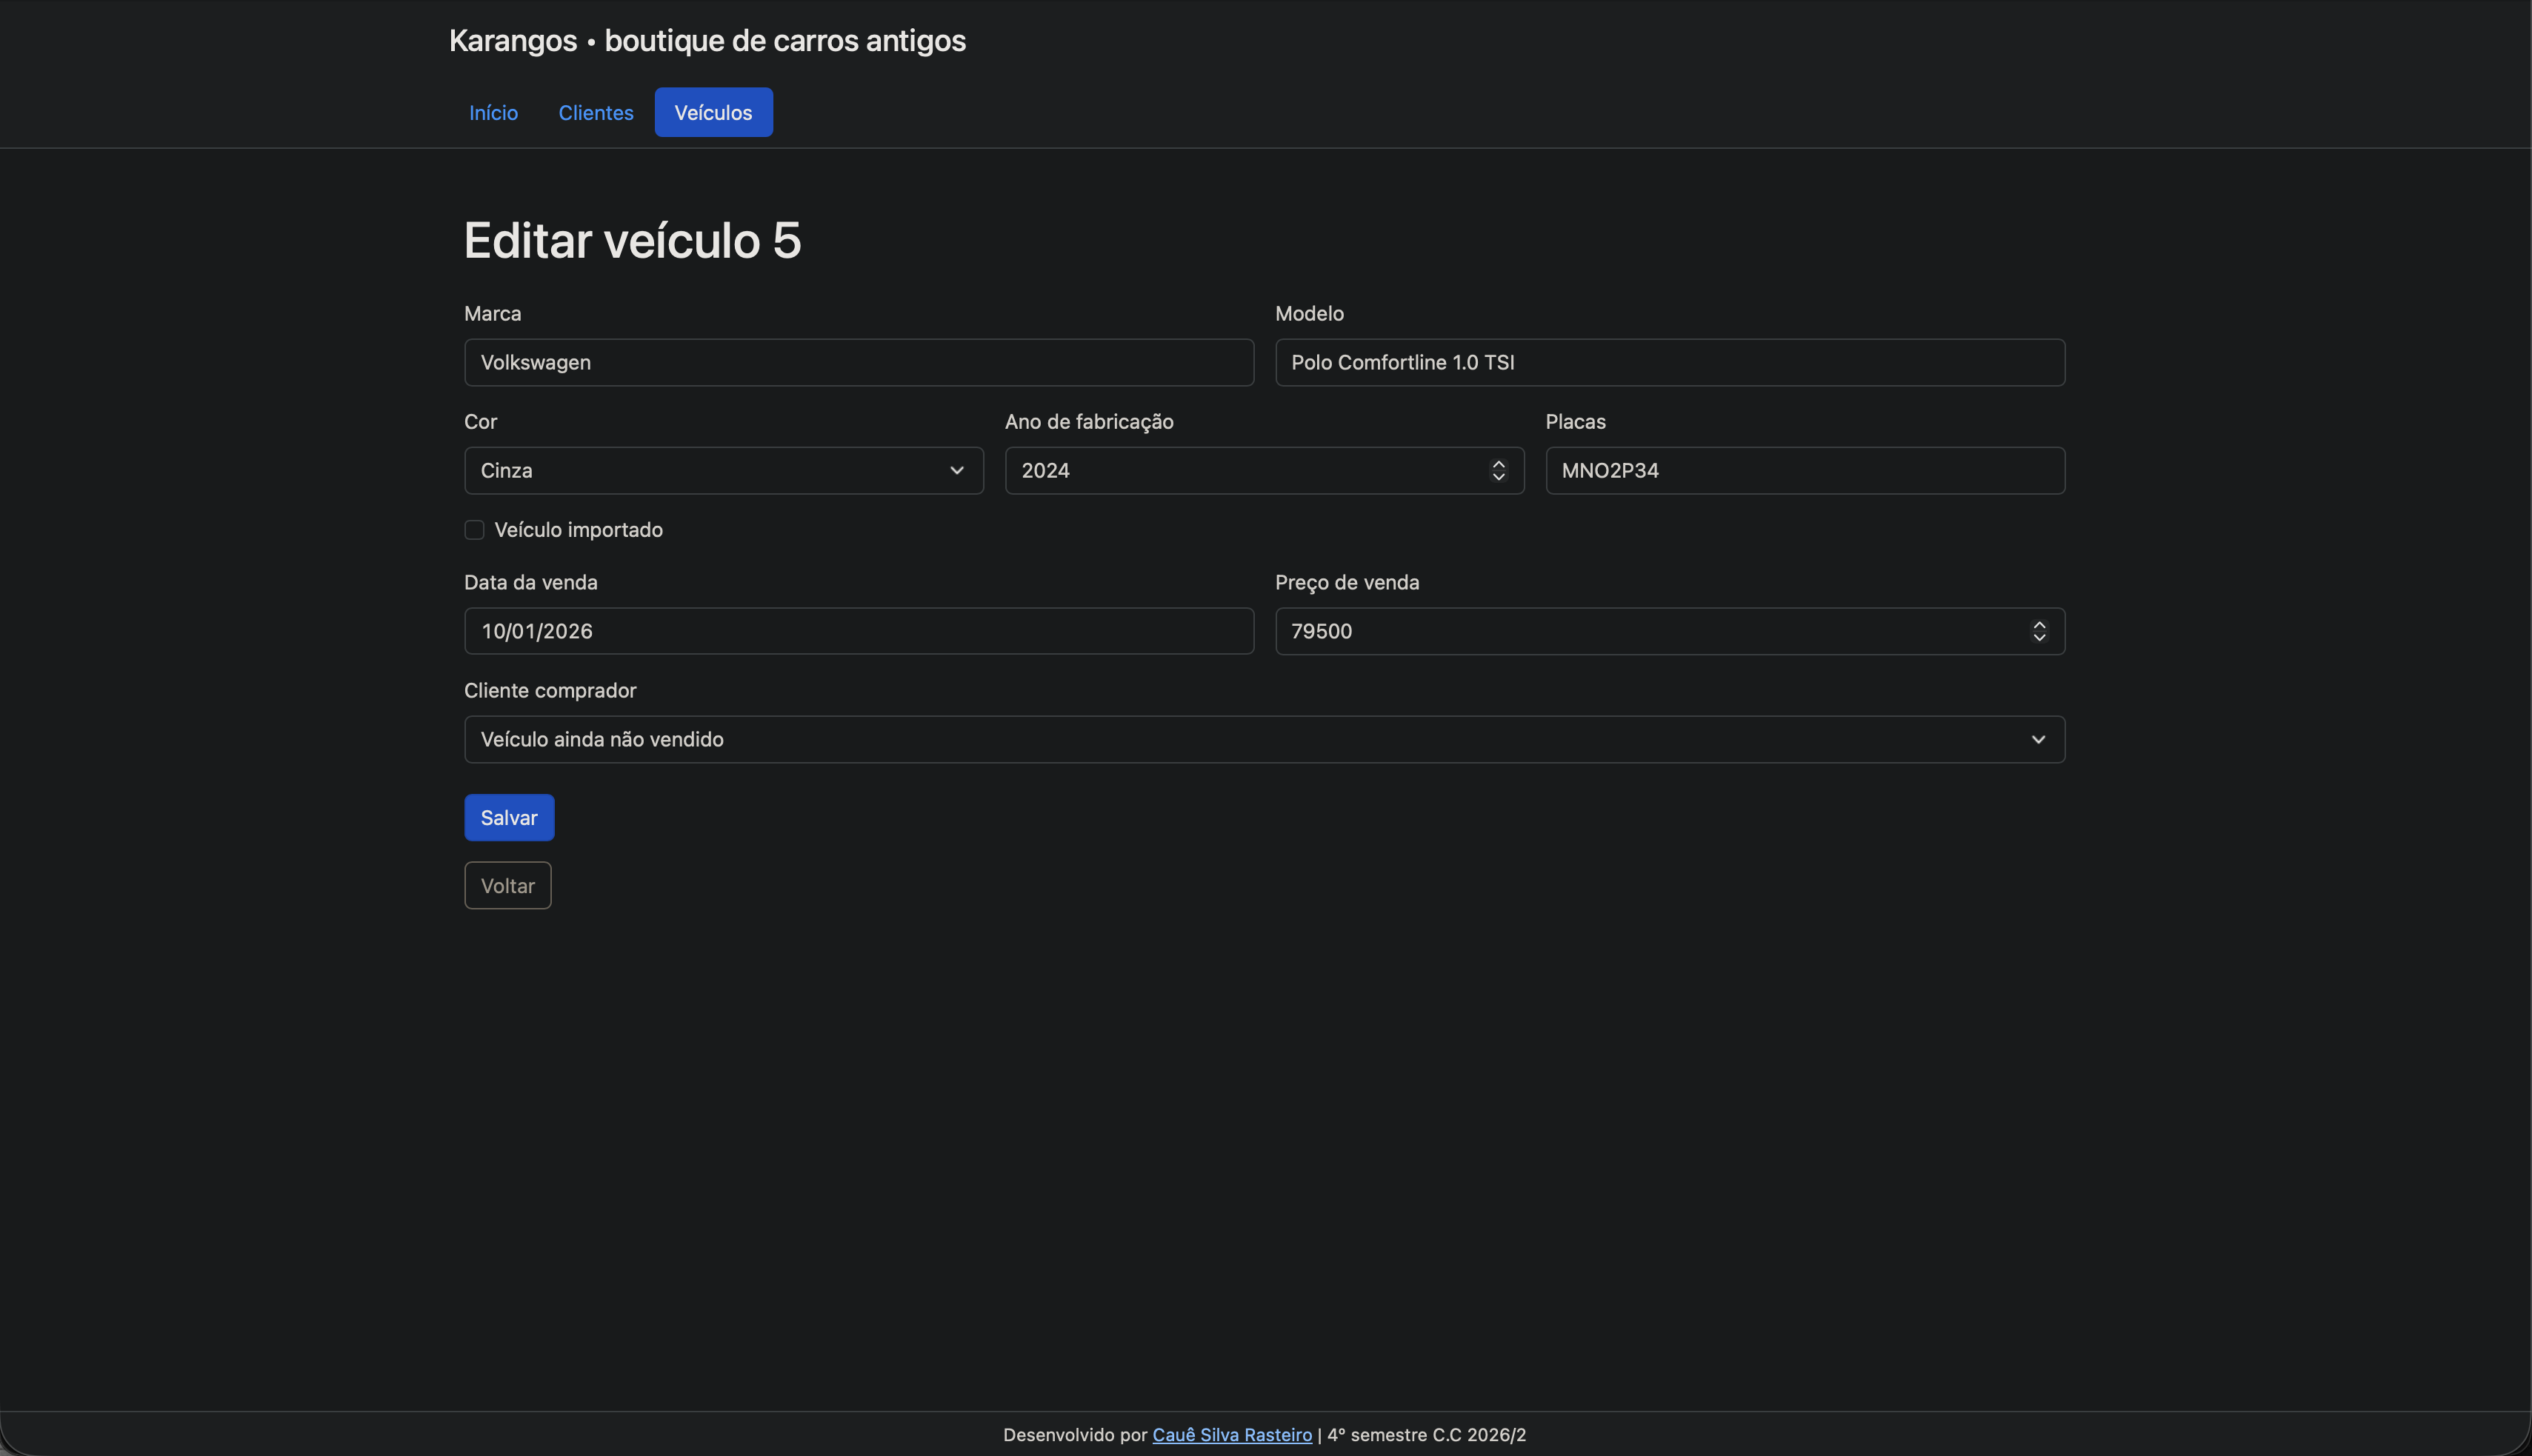 Karangos • boutique de carros antigos
Início Clientes Veículos
Editar veículo 5
Marca Modelo
Volkswagen Polo Comfortline 1.0 TSI
Cor Ano de fabricação Placas
Cinza 2024 MNO2P34
Veículo importado
Data da venda Preço de venda
10/01/2026 79500
Cliente comprador
Veículo ainda não vendido
Salvar
Voltar
Desenvolvido por Cauê Silva Rasteiro | 4º semestre C.C 2026/2